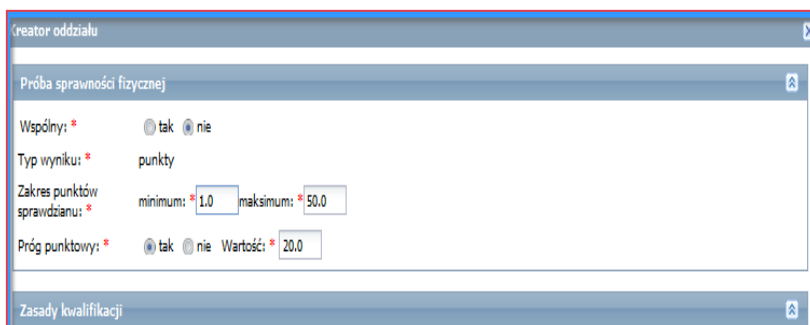 Kreator oddziału
Próba sprawności fizycznej
Wspólny: * tak nie
Typ wyniku: * punkty
Zakres punktów
sprawdzianu: * minimum: * 1.0 maksimum: * 50.0
Próg punktowy: * tak nie Wartość: * 20.0
Zasady kwalifikacji